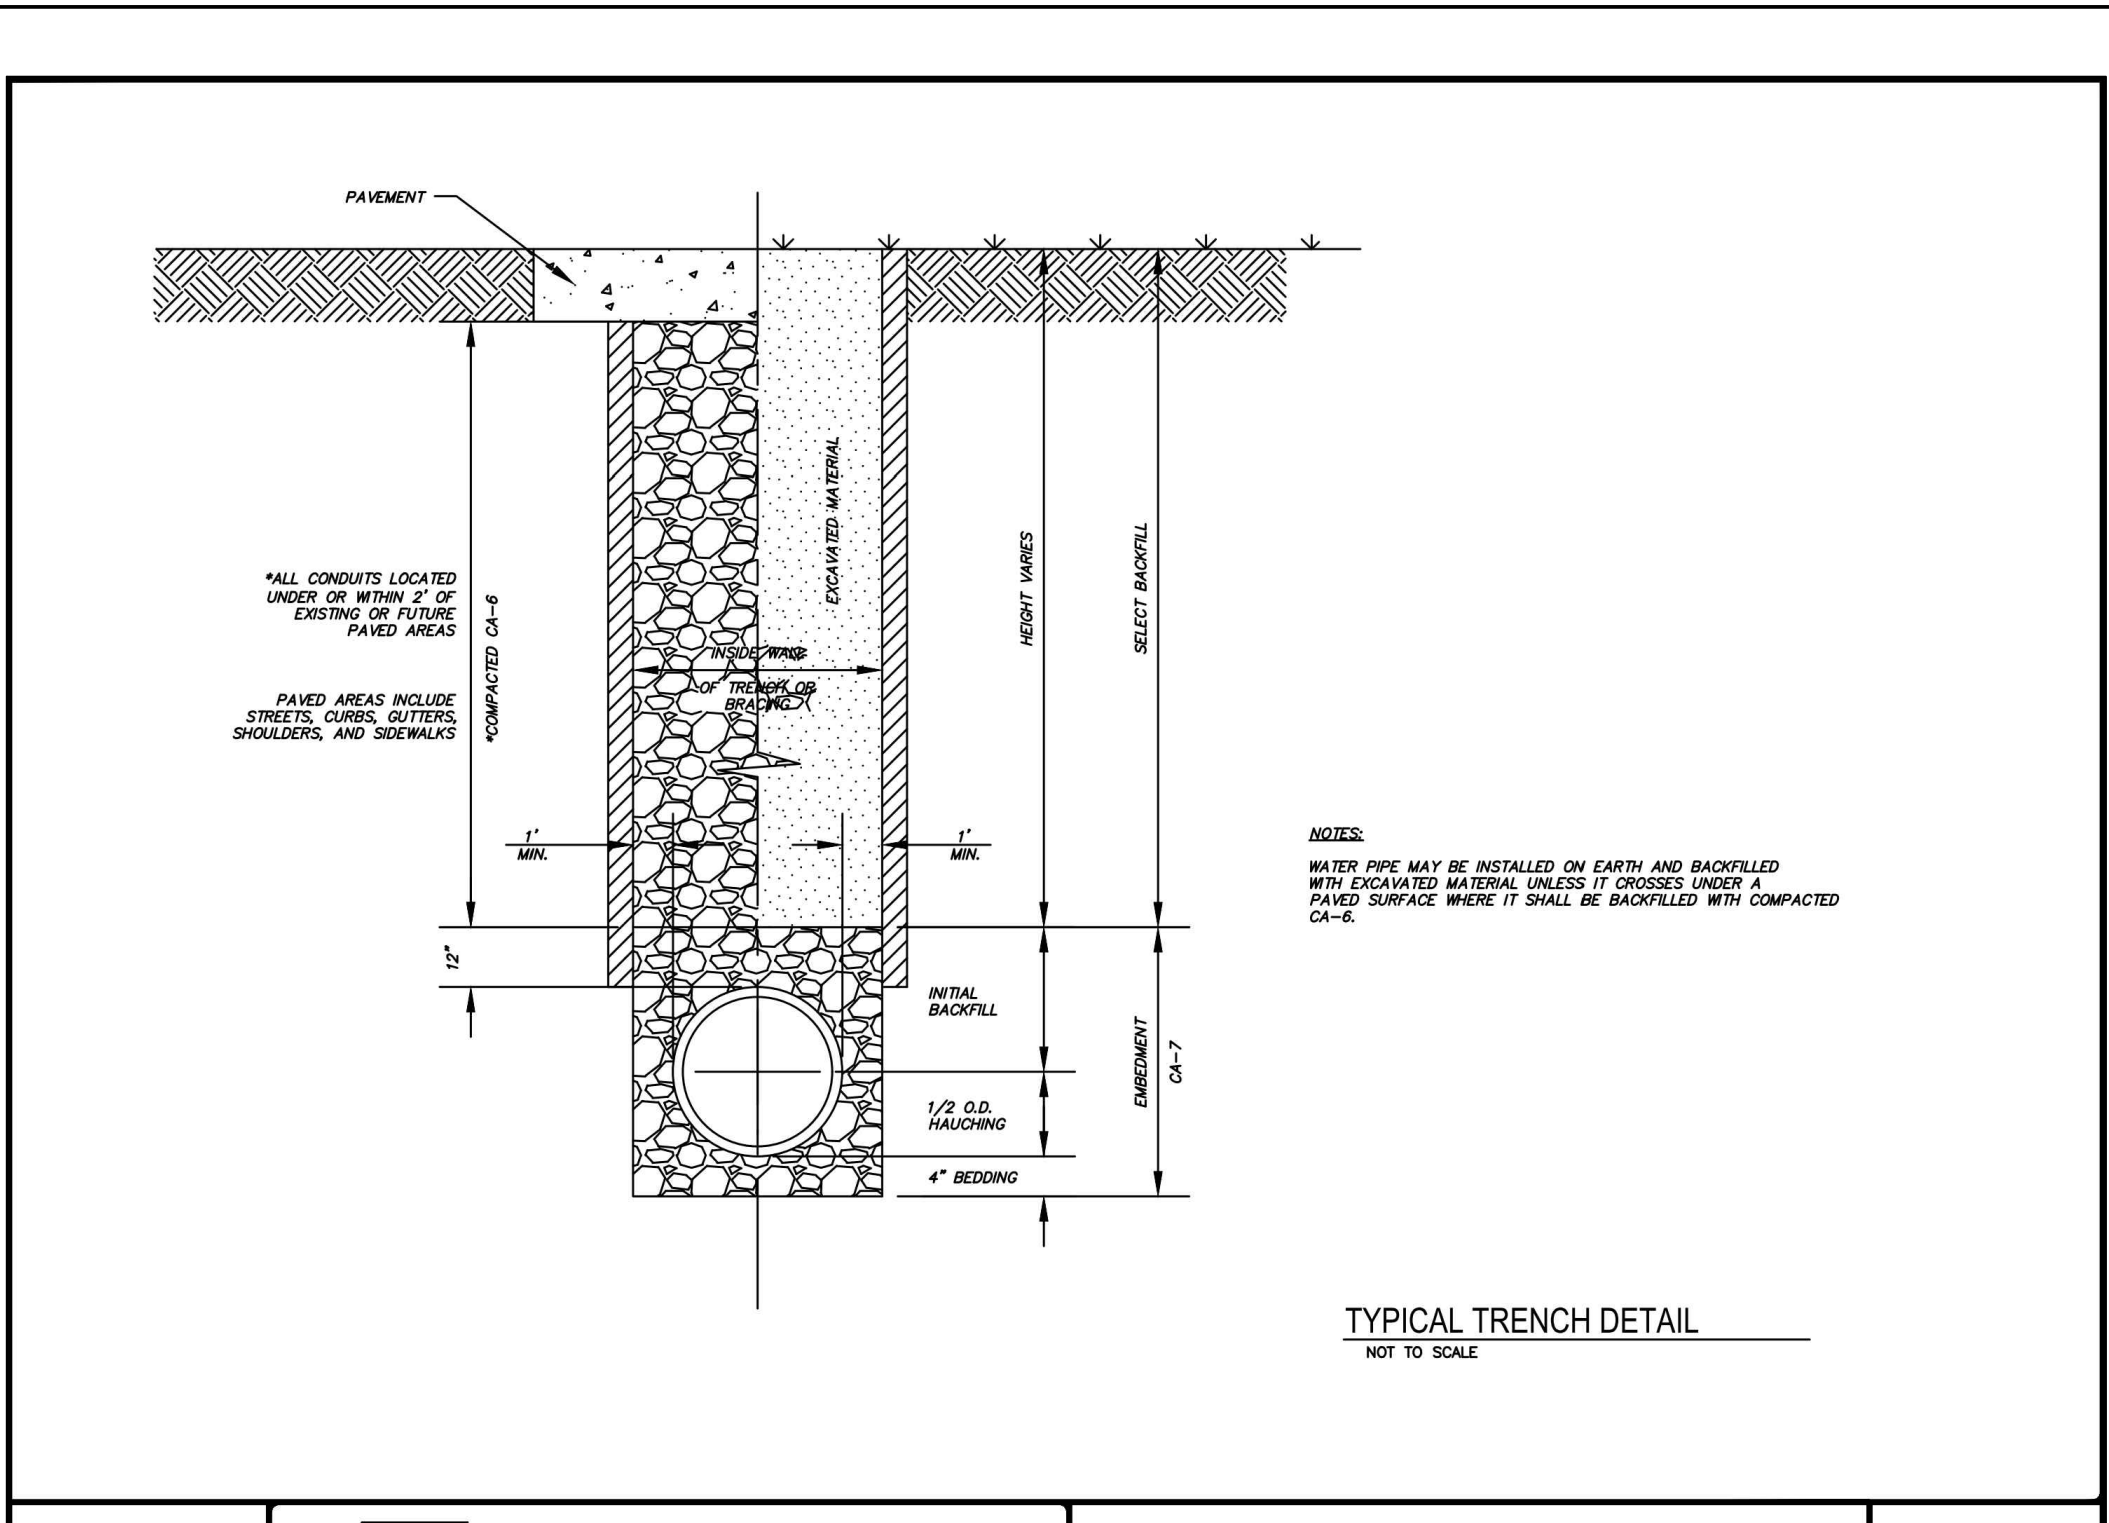 PAVEMENT
EXCAVATED MATERIAL
HEIGHT VARIES
SELECT BACKFILL
*ALL CONDUITS LOCATED
UNDER OR WITHIN 2' OF
EXISTING OR FUTURE
PAVED AREAS
PAVED AREAS INCLUDE
STREETS, CURBS, GUTTERS,
SHOULDERS, AND SIDEWALKS
*COMPACTED CA-6
INSIDE WALL
OF TRENCH OR
BRACING
1'
MIN.
1'
MIN.
12"
INITIAL
BACKFILL
1/2 O.D.
HAUCHING
4" BEDDING
EMBEDMENT
CA-7
NOTES:
WATER PIPE MAY BE INSTALLED ON EARTH AND BACKFILLED
WITH EXCAVATED MATERIAL UNLESS IT CROSSES UNDER A
PAVED SURFACE WHERE IT SHALL BE BACKFILLED WITH COMPACTED
CA-6.
TYPICAL TRENCH DETAIL
NOT TO SCALE